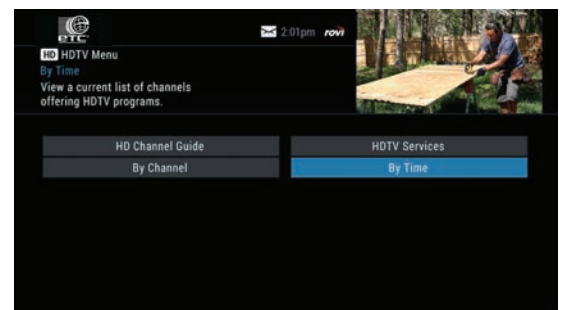 etc
2:01pm rovi
HD HDTV Menu
By Time
View a current list of channels
offering HDTV programs.
HD Channel Guide
HDTV Services
By Channel
By Time